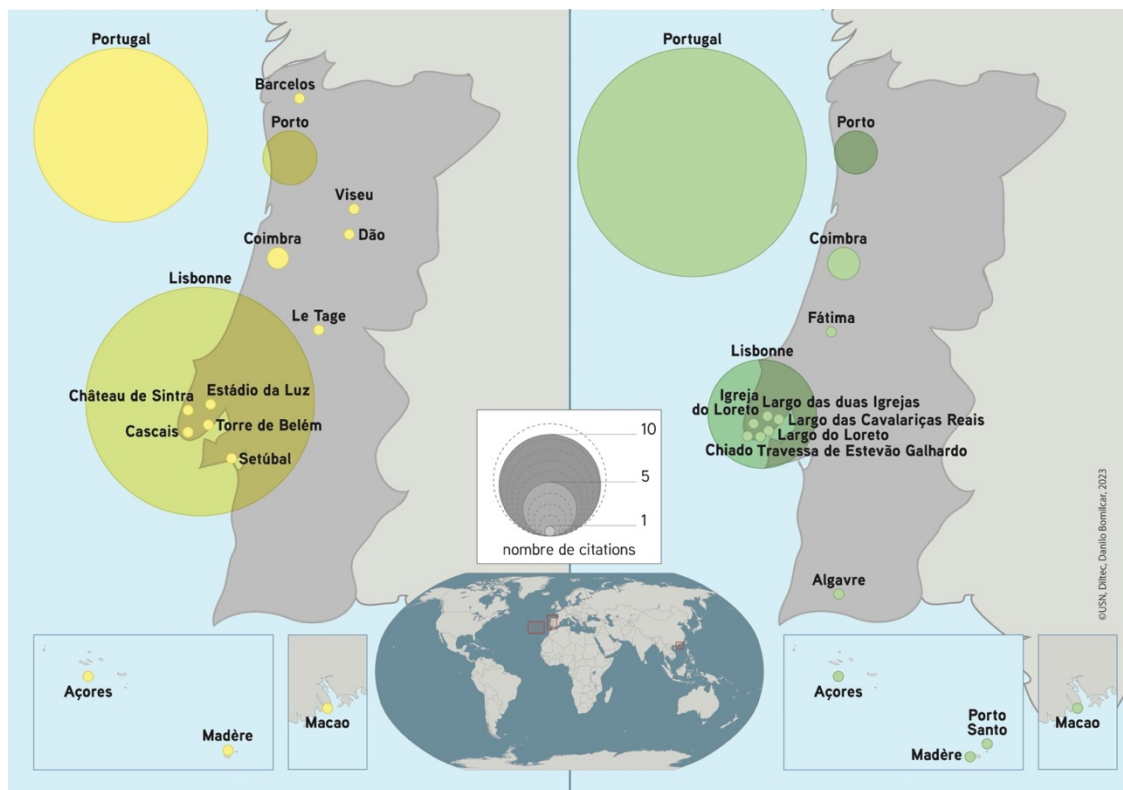 Portugal
Barcelos
Porto
Viseu
Dão
Coimbra
Lisbonne
Le Tage
Château de Sintra
Estádio da Luz
Cascais
Torre de Belém
Setúbal
Açores
Madère
Macao
10
5
1
nombre de citations
Portugal
Porto
Coimbra
Fátima
Lisbonne
Igreja
do Loreto
Largo das duas Igrejas
Largo das Cavalariças Reais
Largo do Loreto
Chiado
Travessa de Estevão Galhardo
Algavre
Açores
Porto
Santo
Madère
Macao
©USN, Diltec, Danilo Bomilcar, 2023